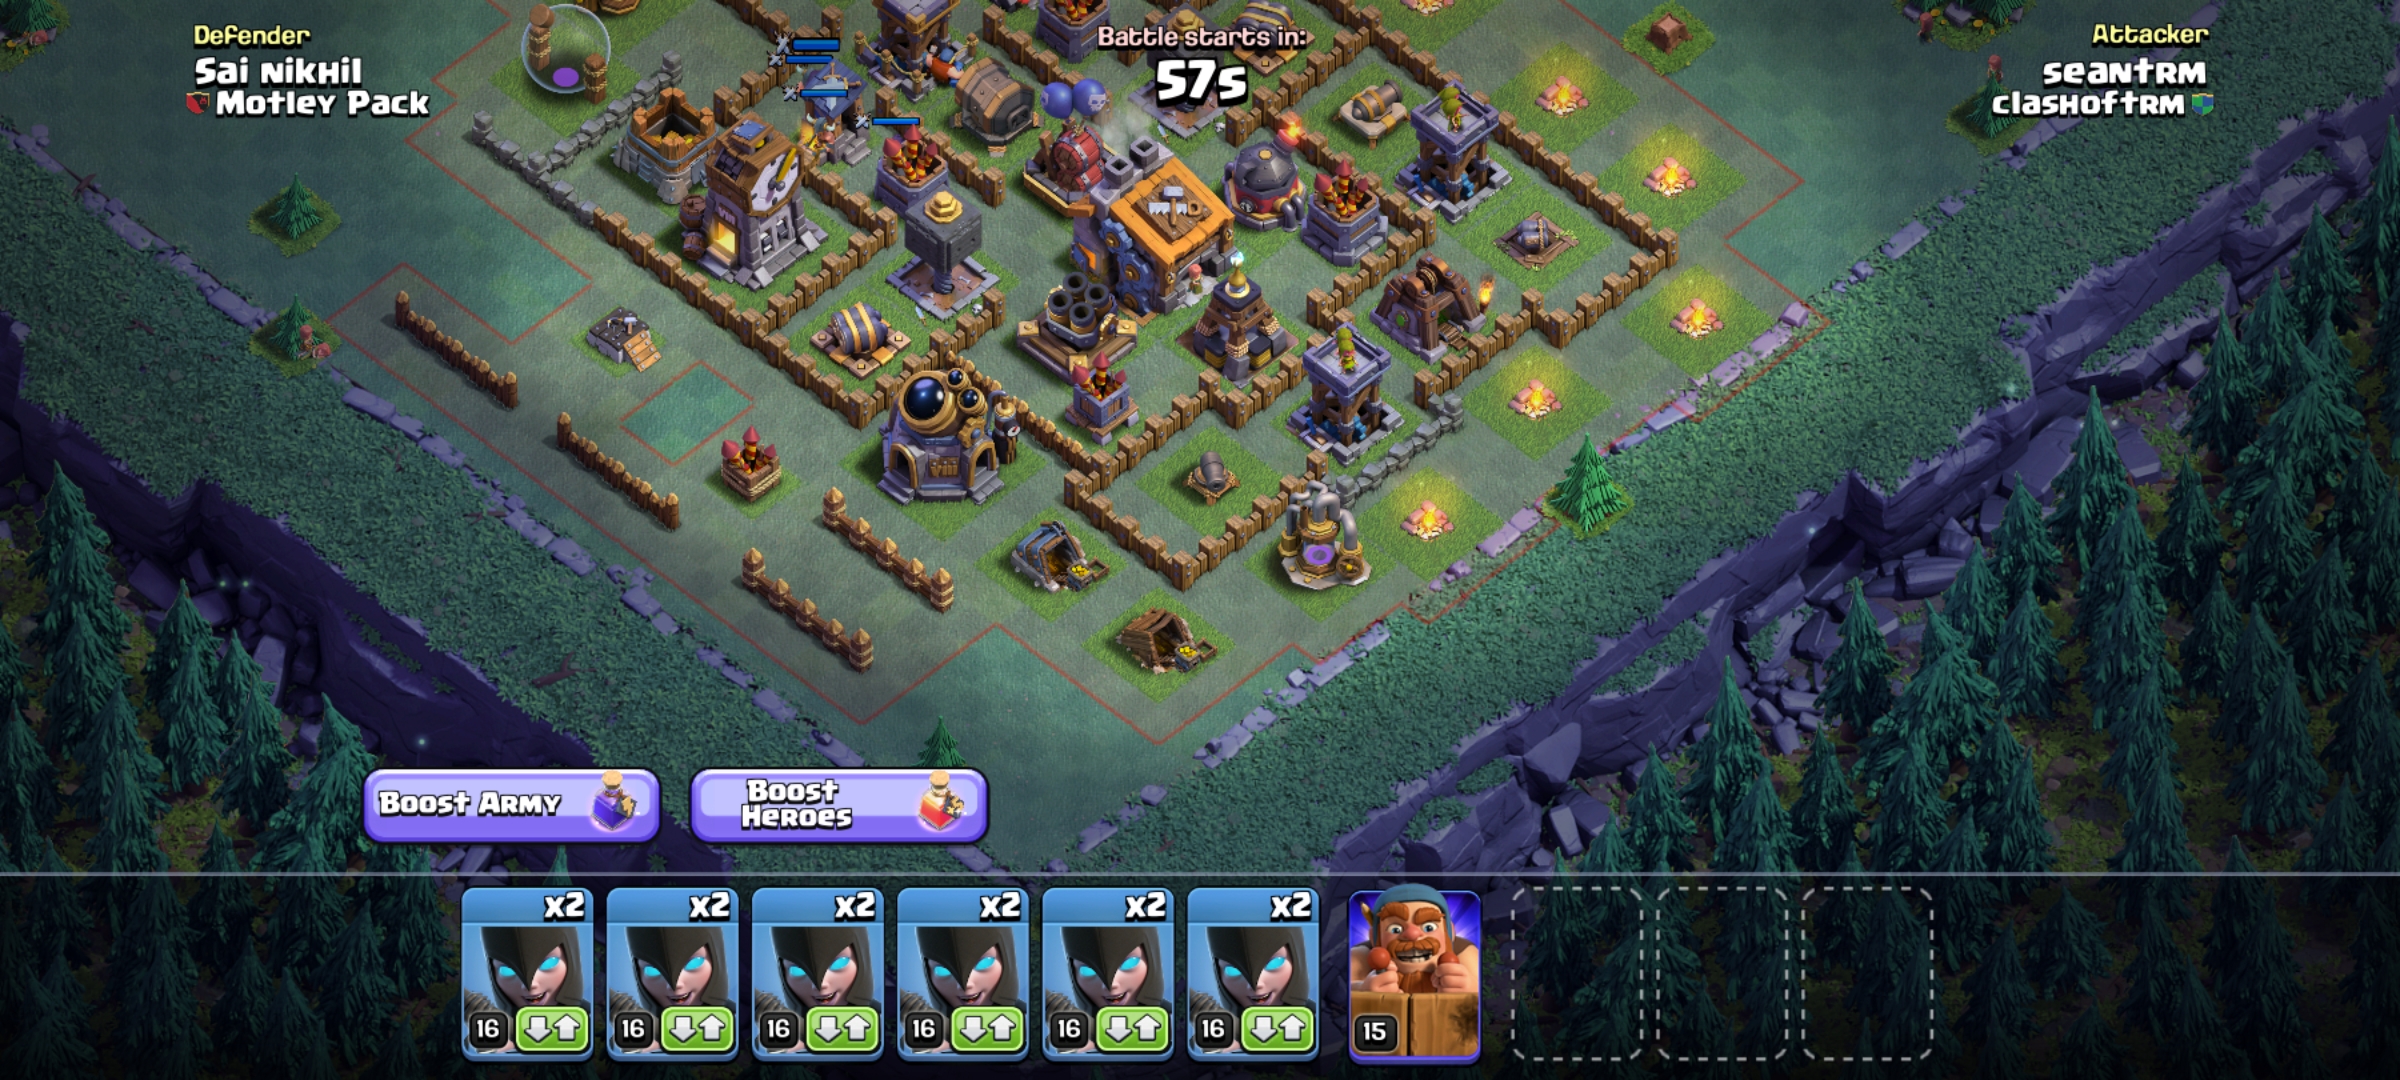 Defender
Sai Nikhil
Motley Pack
Battle starts in:
57s
Attacker
seantRM
clashoftRM
Boost Army
Boost
Heroes
x2
x2
x2
x2
x2
x2
16
16
16
16
16
16
15